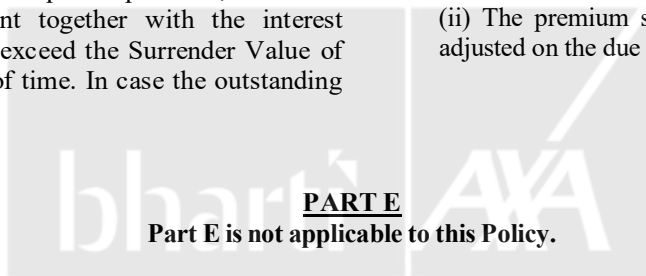 nt together with the interest
exceed the Surrender Value of
of time. In case the outstanding
(ii) The premium s
adjusted on the due
bharti AXA
PART E
Part E is not applicable to this Policy.